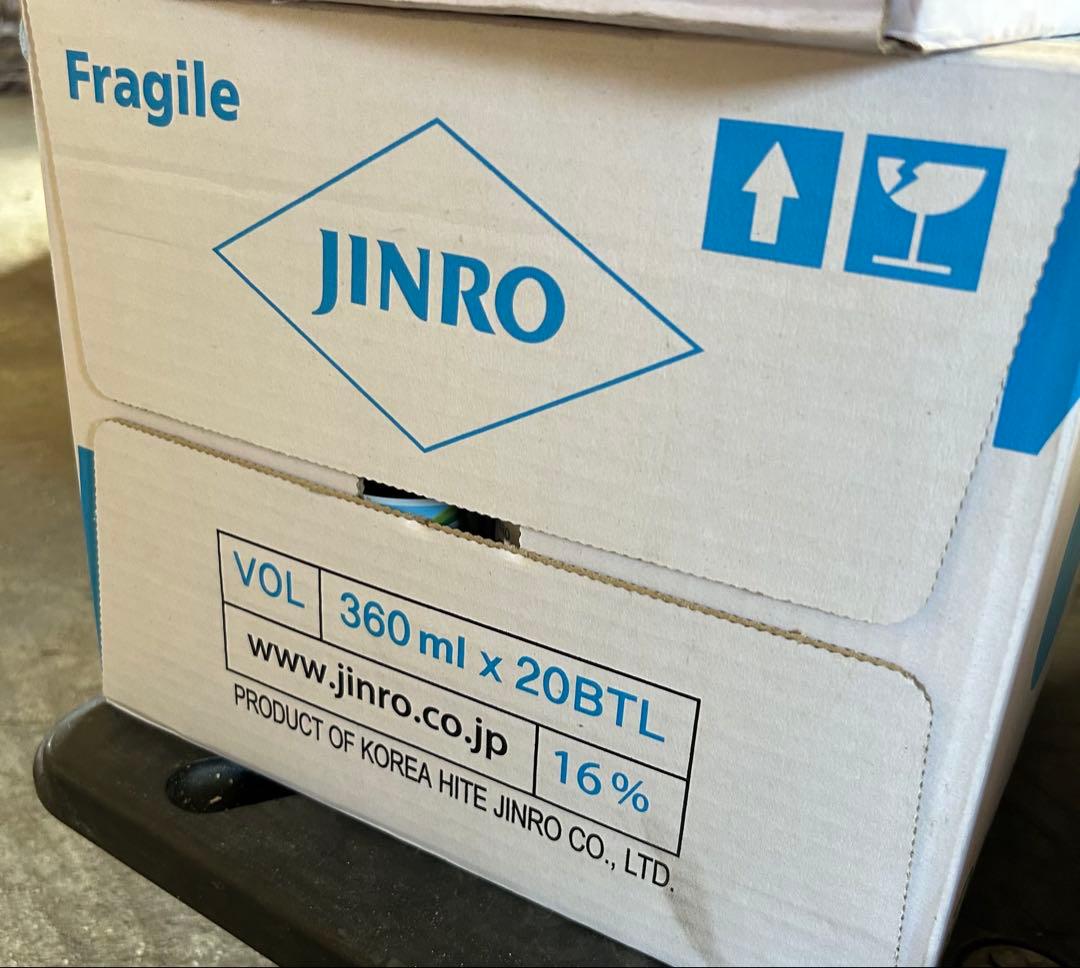 Fragile
JINRO
VOL 360 ml x 20BTL
www.jinro.co.jp 16%
PRODUCT OF KOREA HITE JINRO CO., LTD.